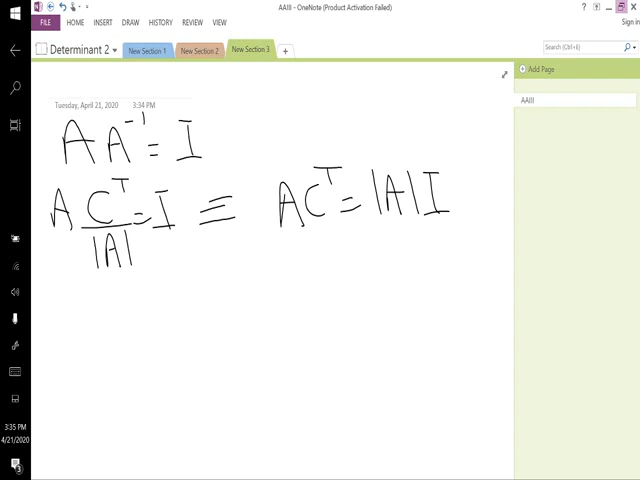 AAIII - OneNote (Product Activation Failed)
FILE HOME INSERT DRAW HISTORY REVIEW VIEW
Sign in
Determinant 2 New Section 1 New Section 2 New Section 3 +
Search (Ctrl+E)
Add Page
AAIII
Tuesday, April 21, 2020 3:34 PM
A A⁻¹ = I
A Cᵀ/|A| = I ≡ ACᵀ = |A| I
3:35 PM
4/21/2020
3